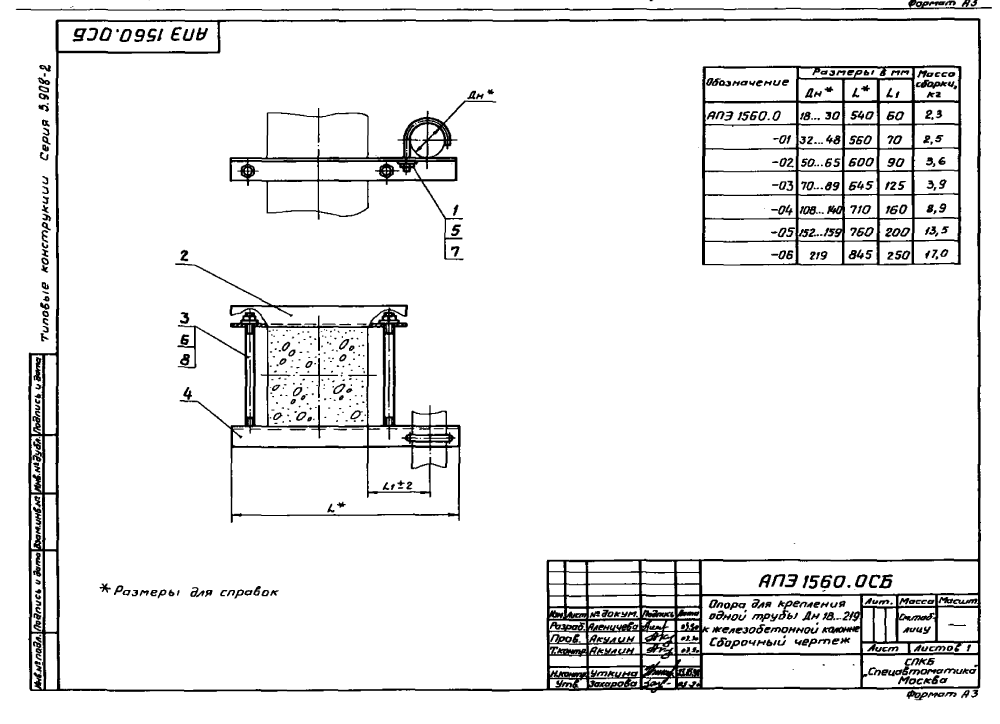 Формат А3
АПЭ 1560.ОСБ
Типовые конструкции Серия 5.908-2
Дн*
1
5
7
Обозначение Размеры в мм Масса сборки, кг
Дн* L* L1
АПЭ 1560.0 18...30 540 60 2,3
-01 32...48 560 70 2,5
-02 50...65 600 90 3,6
-03 70...89 645 125 3,9
-04 108...140 710 160 8,9
-05 152...159 760 200 13,5
-06 219 845 250 17,0
2
3
6
8
4
L1±2
L*
* Размеры для справок
Инв.№ подл. Подпись и дата Взам.инв.№ Инв.№ дубл. Подпись и дата
АПЭ 1560.ОСБ
Опора для крепления
одной трубы Дн 18...219
к железобетонной колонне
Сборочный чертеж
Лит. Масса Масшт.
См.таб-
лицу —
Лист Листов 1
Изм. Лист № докум. Подпись Дата
Разраб. Аленичева
Пров. Акулин
Т.контр. Акулин
Н.контр. Уткина
Утв. Захарова
СПКБ
„Спецавтоматика"
Москва
Формат А3